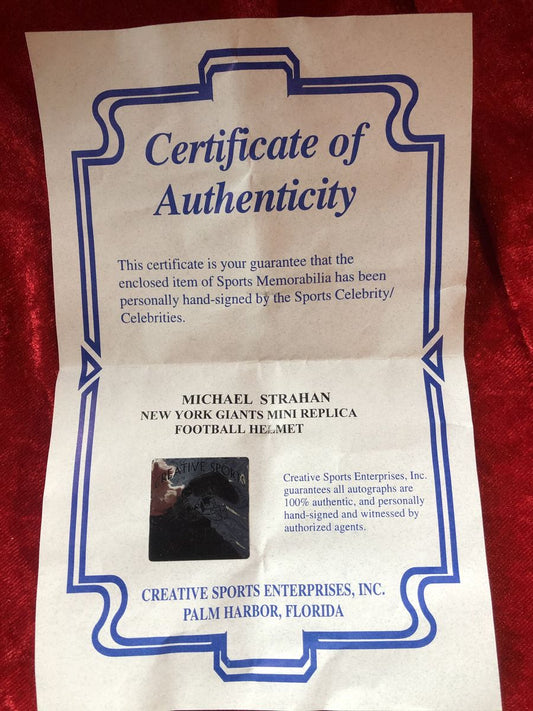 Certificate of
Authenticity
This certificate is your guarantee that the
enclosed item of Sports Memorabilia has been
personally hand-signed by the Sports Celebrity/
Celebrities.
MICHAEL STRAHAN
NEW YORK GIANTS MINI REPLICA
FOOTBALL HELMET
CREATIVE SPORT
Creative Sports Enterprises, Inc.
guarantees all autographs are
100% authentic, and personally
hand-signed and witnessed by
authorized agents.
CREATIVE SPORTS ENTERPRISES, INC.
PALM HARBOR, FLORIDA